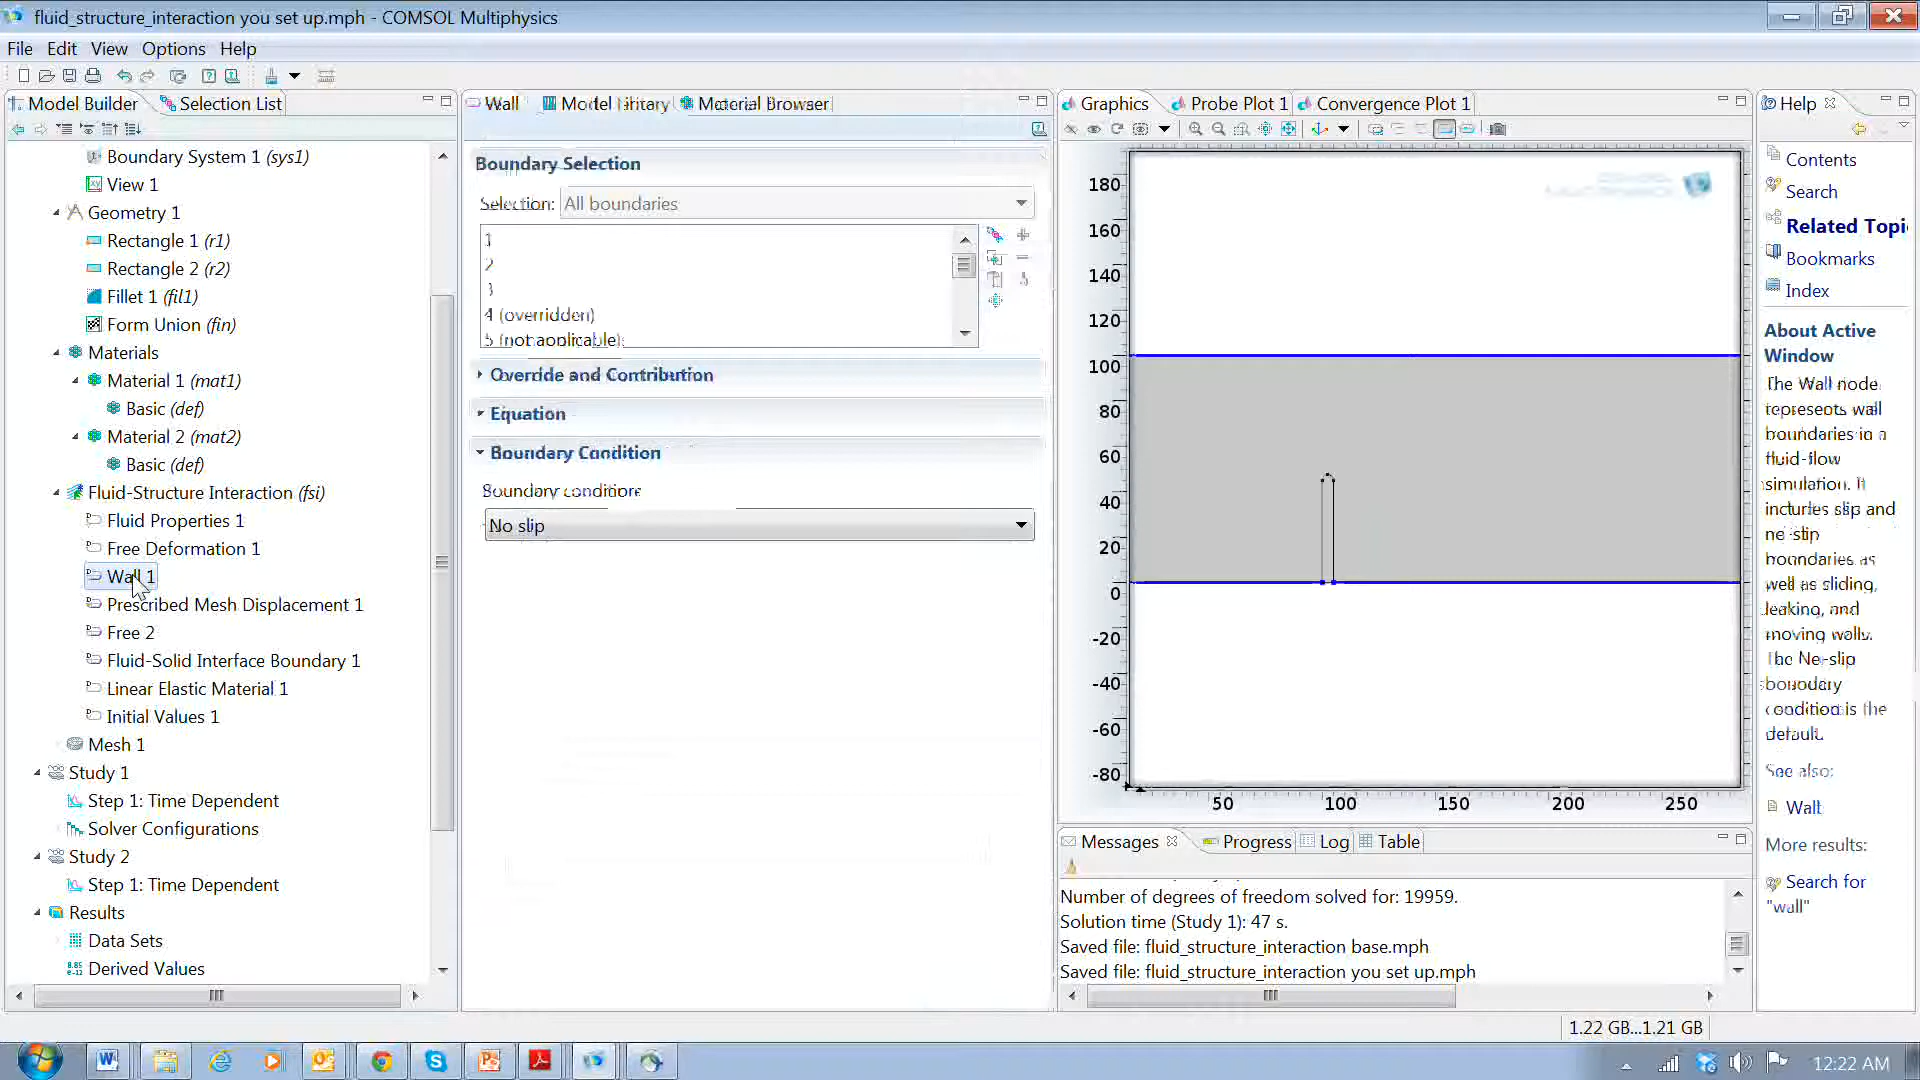 fluid_structure_interaction you set up.mph - COMSOL Multiphysics
File Edit View Options Help
Model Builder Selection List
Boundary System 1 (sys1)
View 1
Geometry 1
Rectangle 1 (r1)
Rectangle 2 (r2)
Fillet 1 (fil1)
Form Union (fin)
Materials
Material 1 (mat1)
Basic (def)
Material 2 (mat2)
Basic (def)
Fluid-Structure Interaction (fsi)
Fluid Properties 1
Free Deformation 1
Wall 1
Prescribed Mesh Displacement 1
Free 2
Fluid-Solid Interface Boundary 1
Linear Elastic Material 1
Initial Values 1
Mesh 1
Study 1
Step 1: Time Dependent
Solver Configurations
Study 2
Step 1: Time Dependent
Results
Data Sets
Derived Values
Wall Model Library Material Browser
Boundary Selection
Selection: All boundaries
1
2
3
4 (overridden)
5 (not applicable)
Override and Contribution
Equation
Boundary Condition
Boundary condition:
No slip
Graphics Probe Plot 1 Convergence Plot 1
180
160
140
120
100
80
60
40
20
0
-20
-40
-60
-80
50 100 150 200 250
Messages Progress Log Table
Number of degrees of freedom solved for: 19959.
Solution time (Study 1): 47 s.
Saved file: fluid_structure_interaction base.mph
Saved file: fluid_structure_interaction you set up.mph
Help
Contents
Search
Related Topi
Bookmarks
Index
About Active
Window
The Wall node
represents wall
boundaries in a
fluid-flow
simulation. It
includes slip and
no-slip
boundaries as
well as sliding,
leaking, and
moving walls.
The No-slip
boundary
condition is the
default.
See also:
Wall
More results:
Search for
"wall"
1.22 GB...1.21 GB
12:22 AM